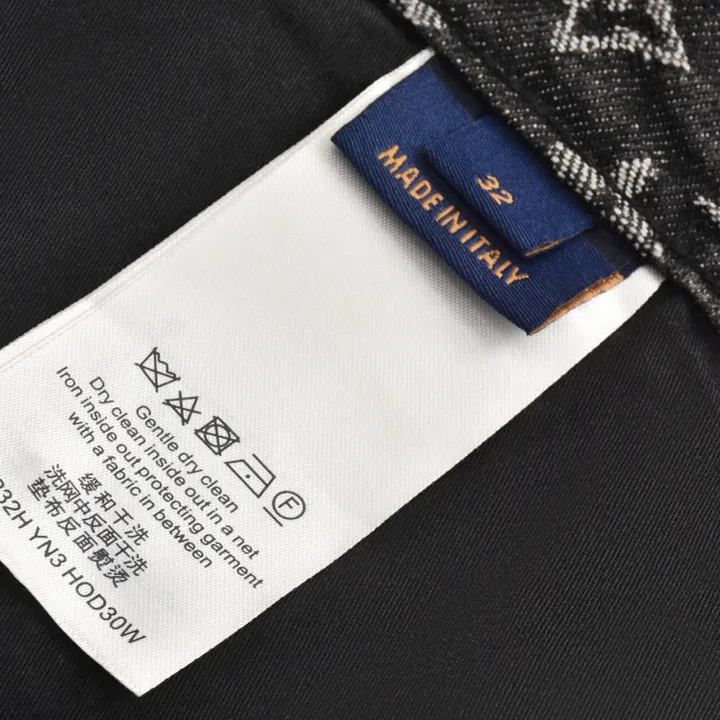 32
MADE IN ITALY
F
Gentle dry clean
Dry clean inside out in a net
Iron inside out protecting garment
with a fabric in between
缓和干洗
洗网中反面干洗
垫布反面熨烫
YN3 HOD30W